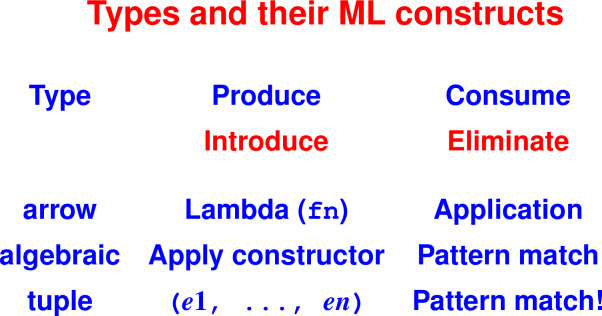 Types and their ML constructs
Type Produce Consume
Introduce Eliminate
arrow Lambda (fn) Application
algebraic Apply constructor Pattern match
tuple (e1, ..., en) Pattern match!